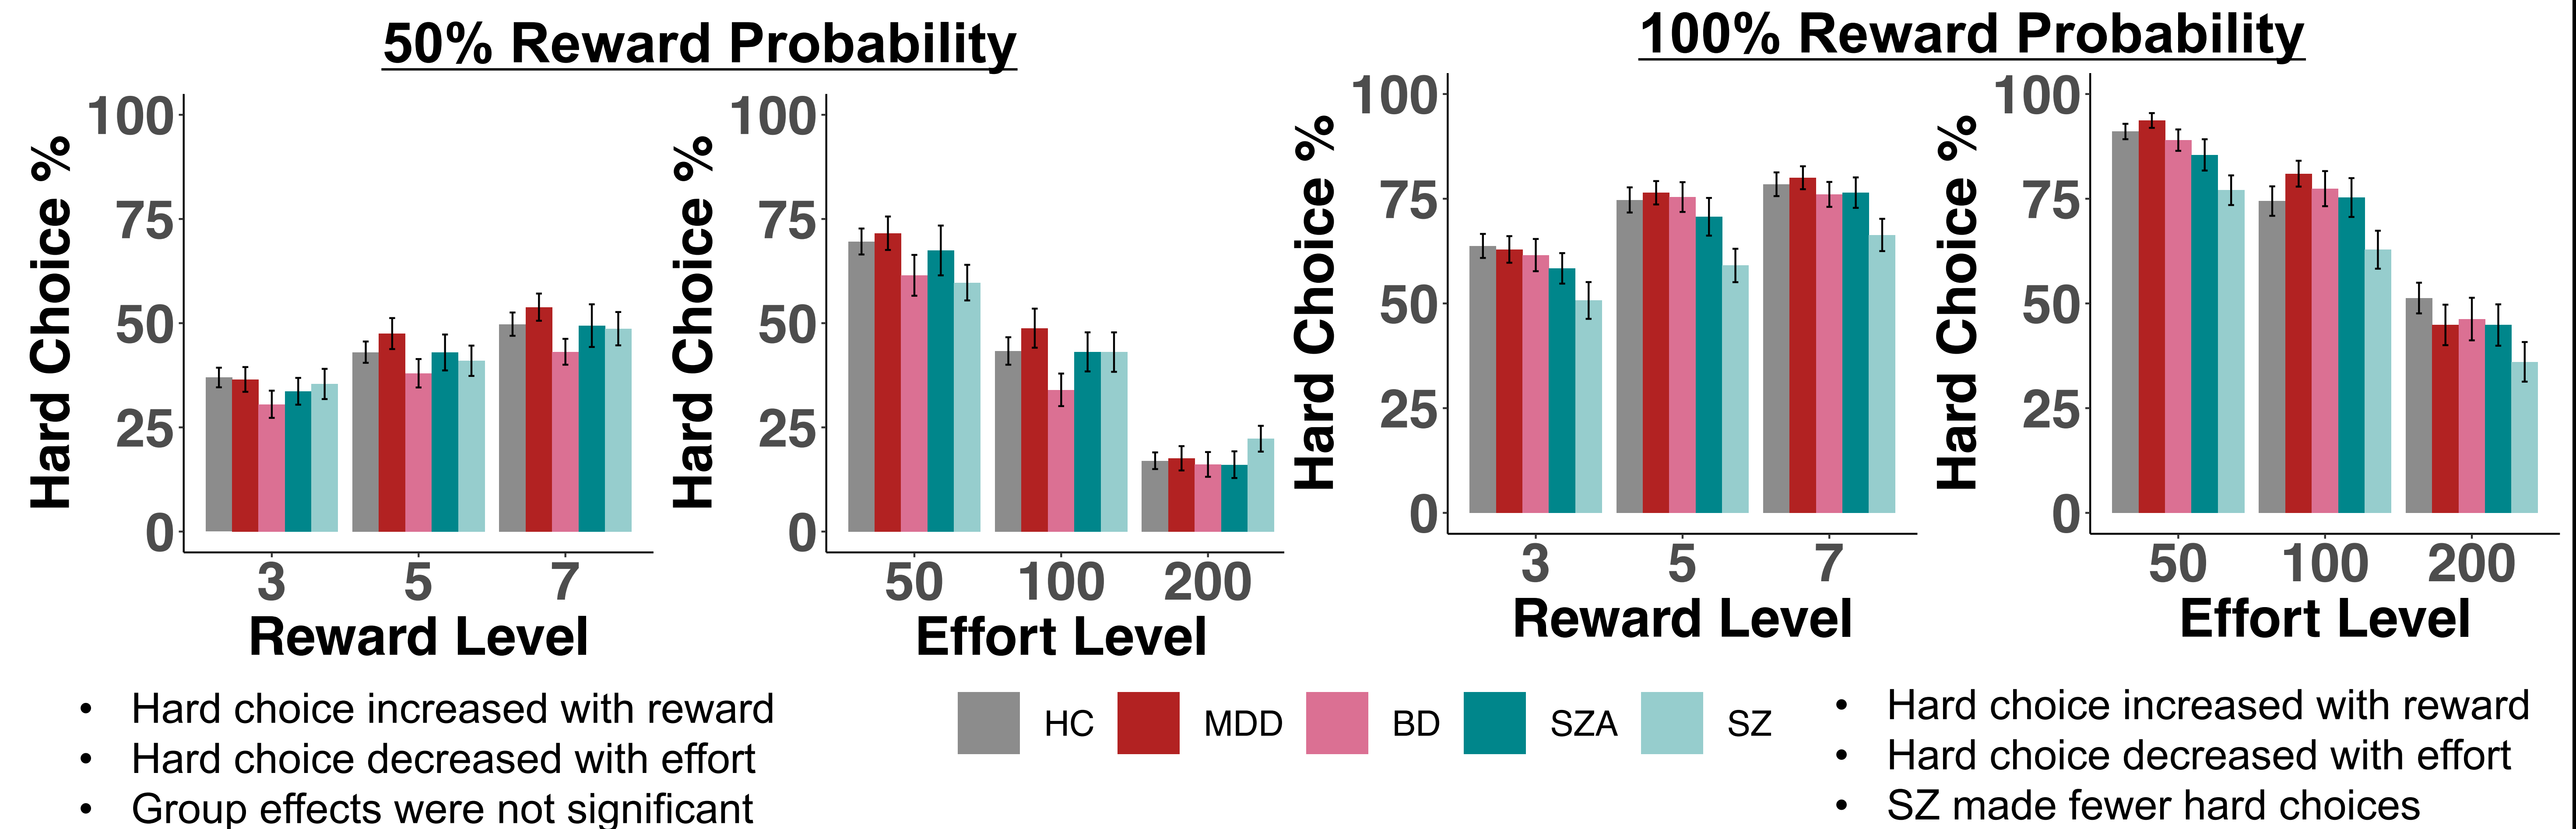 50% Reward Probability
100% Reward Probability
Hard Choice %
100
75
50
25
0
3 5 7
Reward Level
Hard Choice %
100
75
50
25
0
50 100 200
Effort Level
Hard Choice %
100
75
50
25
0
3 5 7
Reward Level
Hard Choice %
100
75
50
25
0
50 100 200
Effort Level
• Hard choice increased with reward
• Hard choice decreased with effort
• Group effects were not significant
HC MDD BD SZA SZ
• Hard choice increased with reward
• Hard choice decreased with effort
• SZ made fewer hard choices